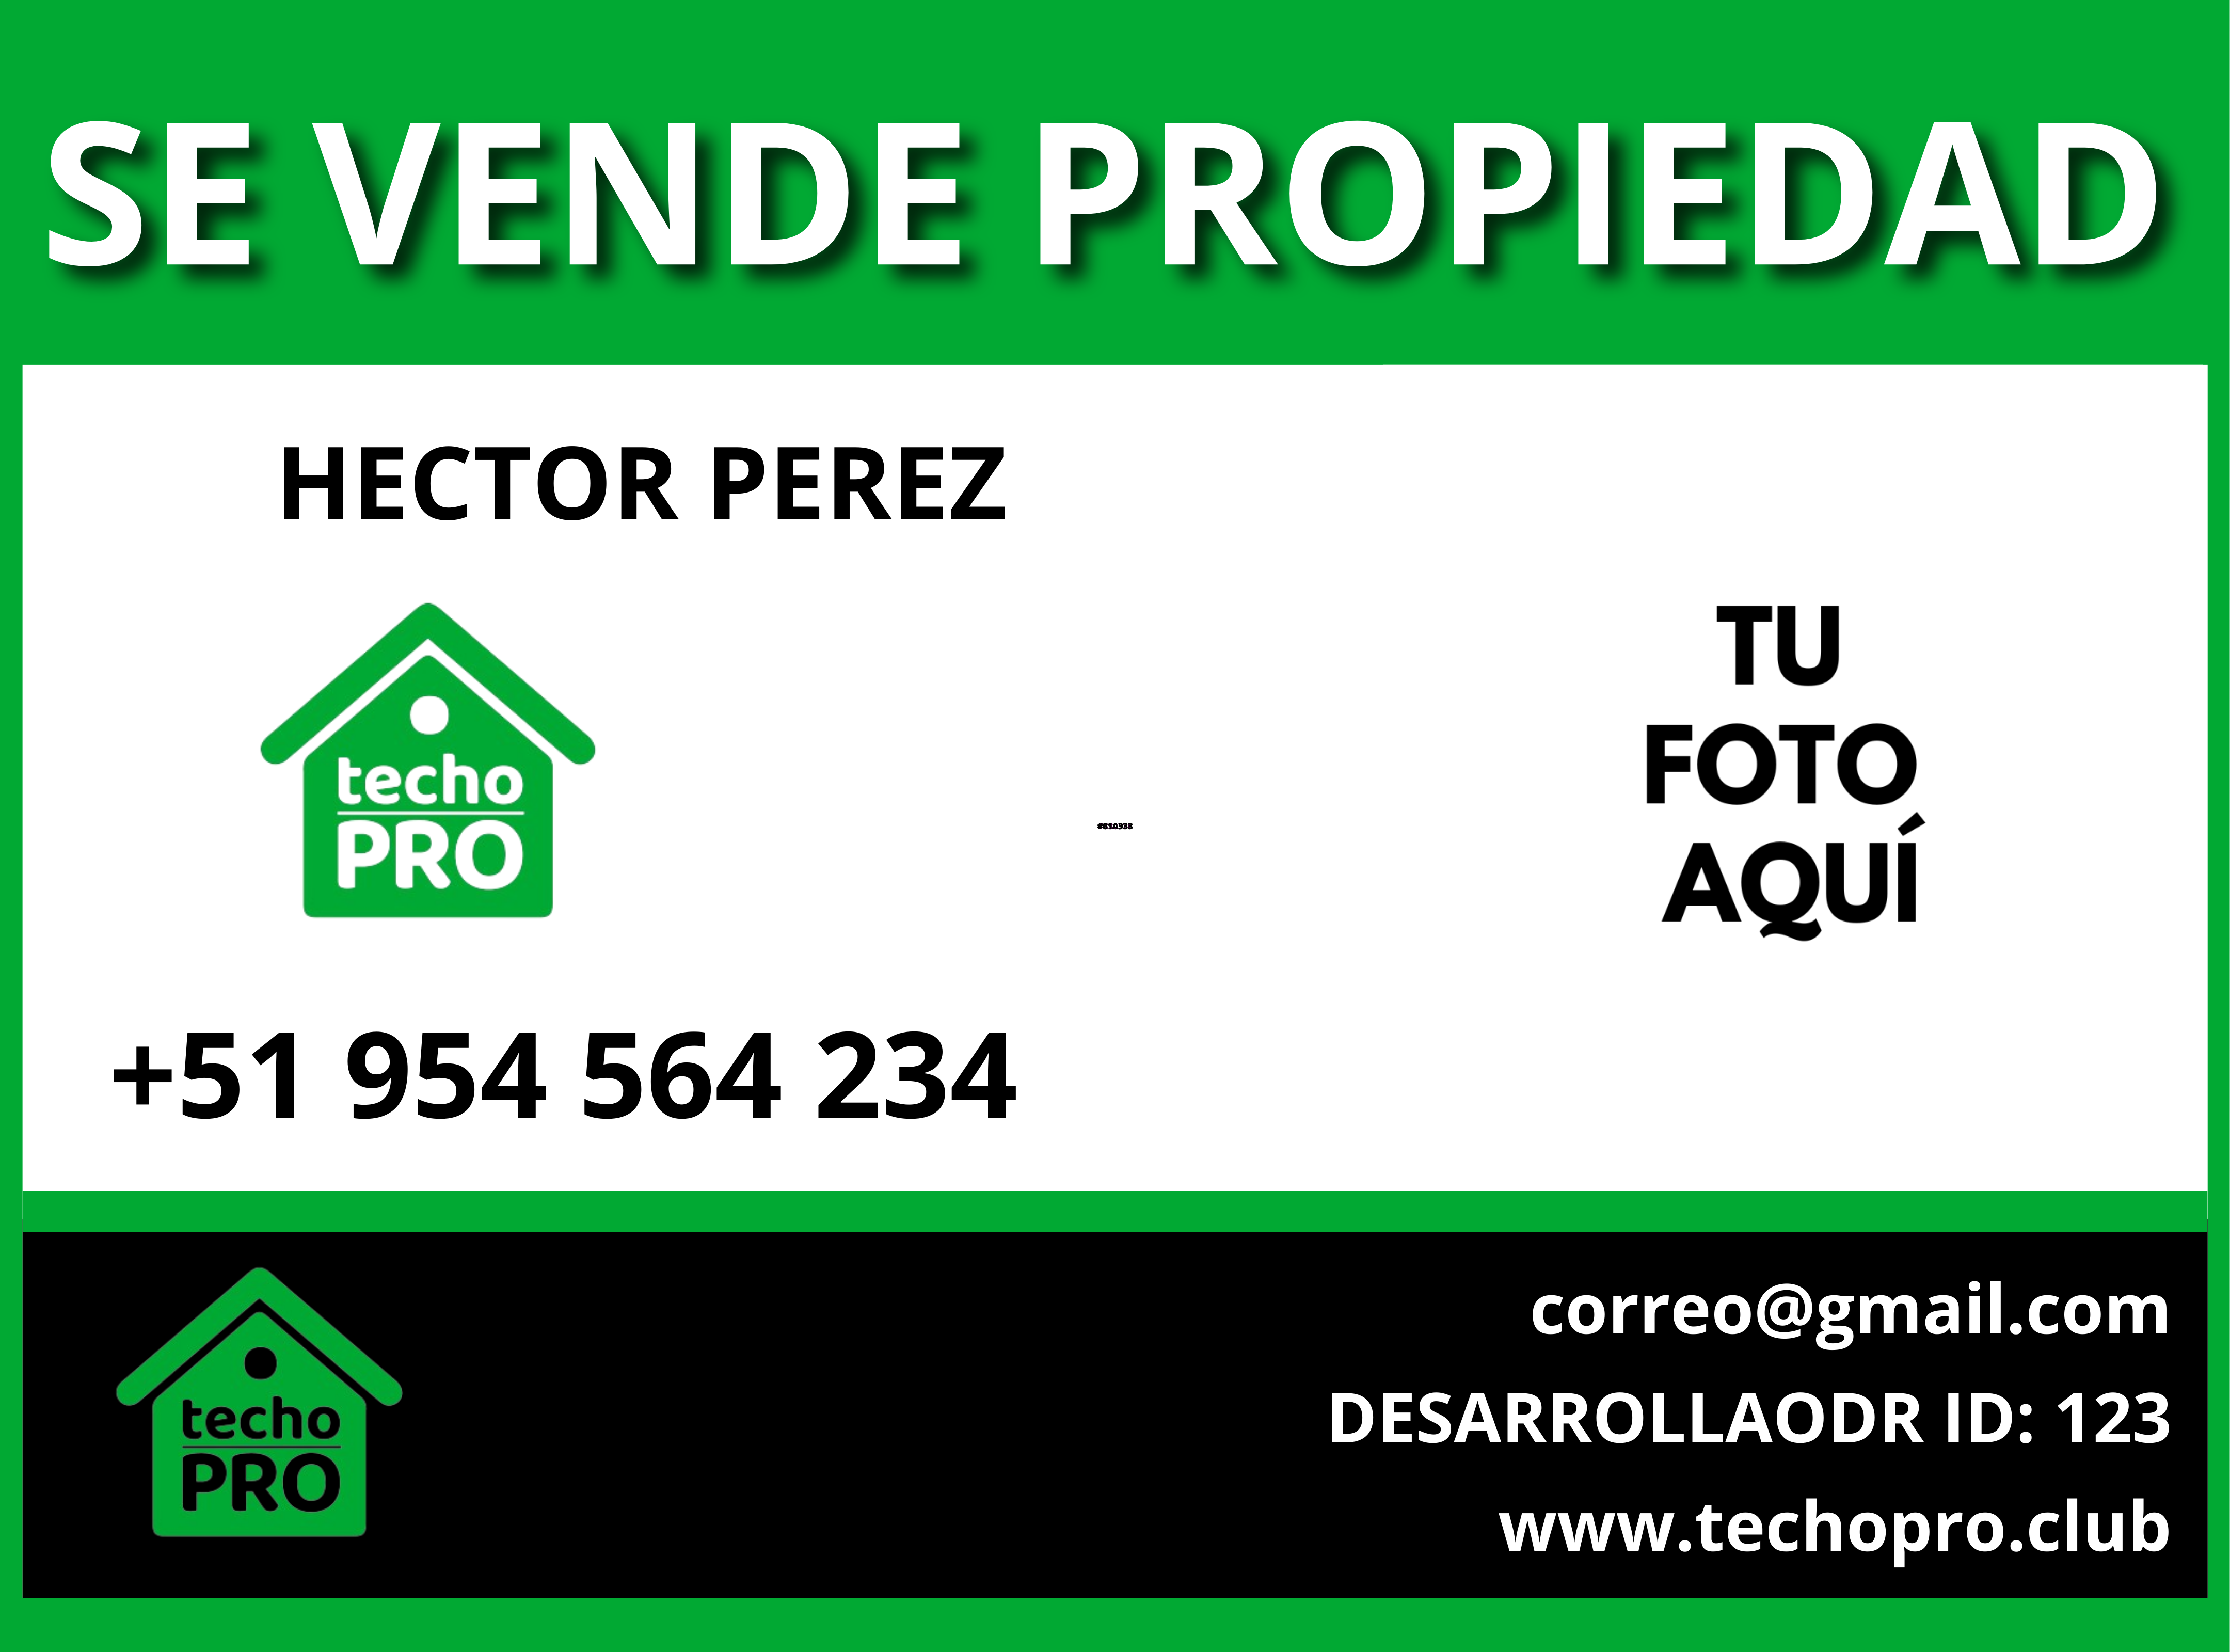 SE VENDE PROPIEDAD
HECTOR PEREZ
techo
PRO
TU
FOTO
AQUÍ
+51 954 564 234
techo
PRO
correo@gmail.com
DESARROLLAODR ID: 123
www.techopro.club